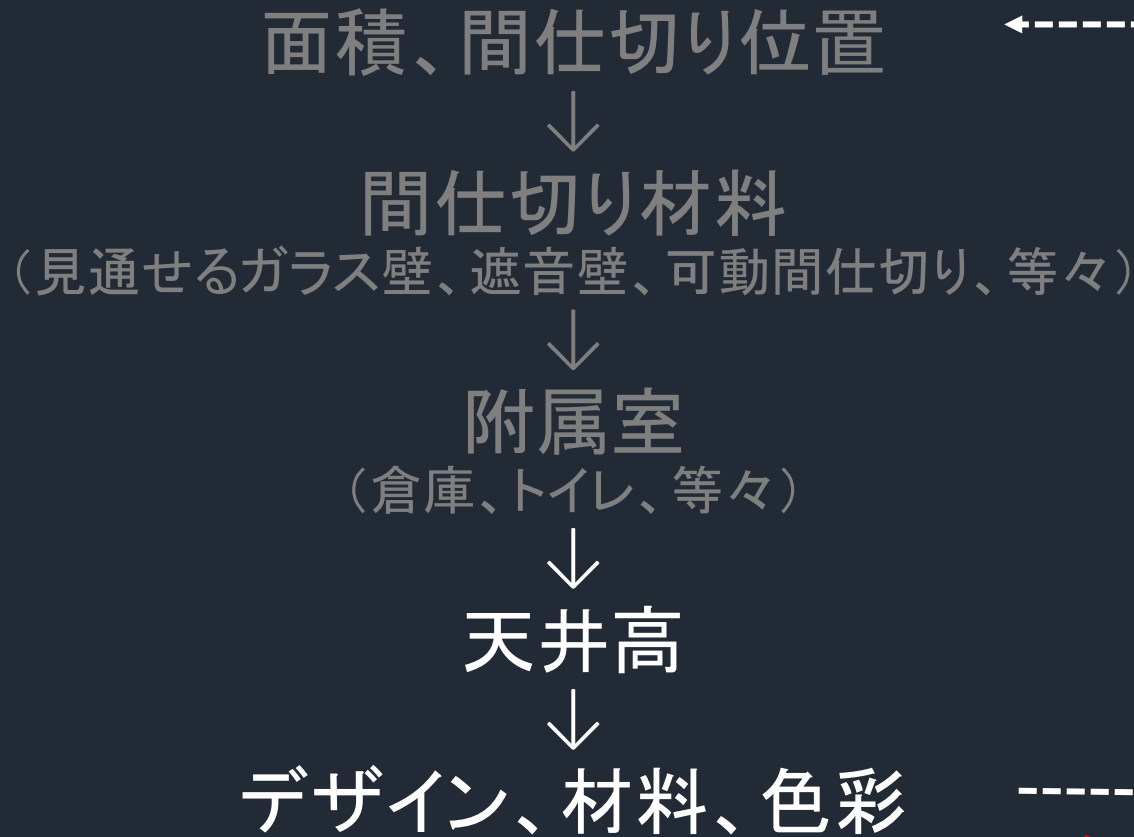 面積、間仕切り位置
↓
間仕切り材料
（見通せるガラス壁、遮音壁、可動間仕切り、等々）
↓
附属室
（倉庫、トイレ、等々）
↓
天井高
↓
デザイン、材料、色彩